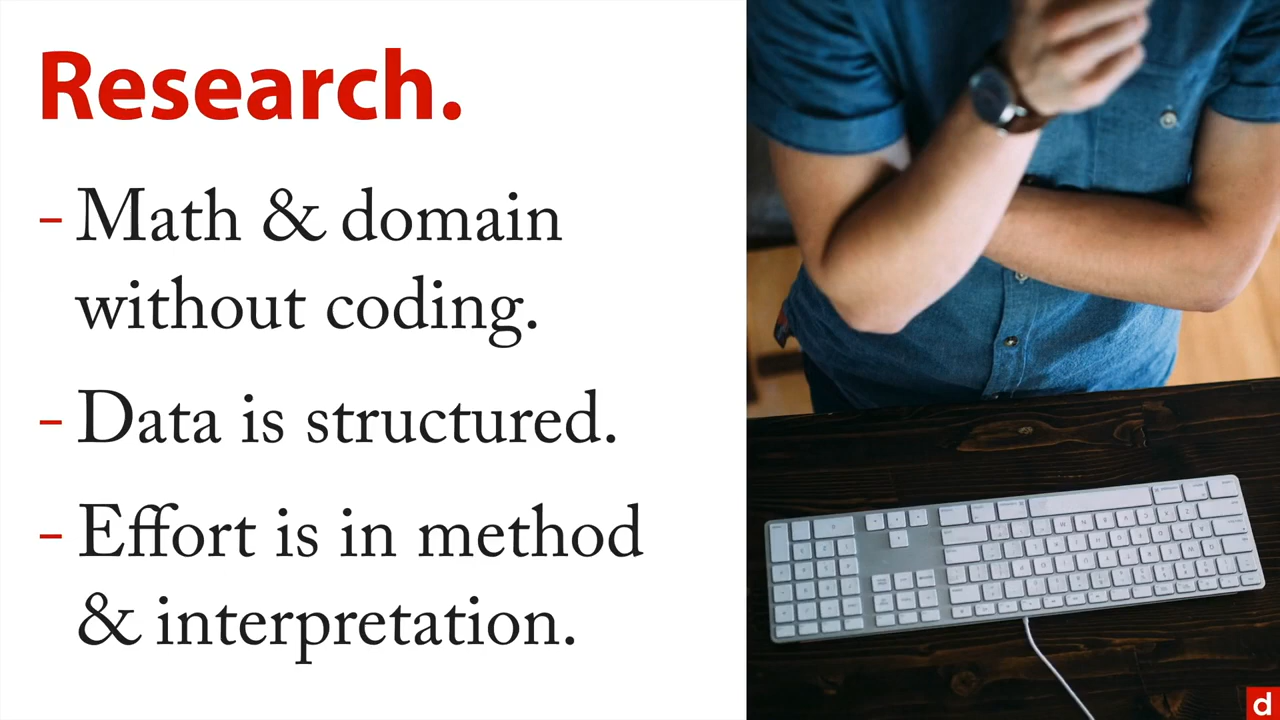 Research.
- Math & domain
without coding.
- Data is structured.
- Effort is in method
& interpretation.
d